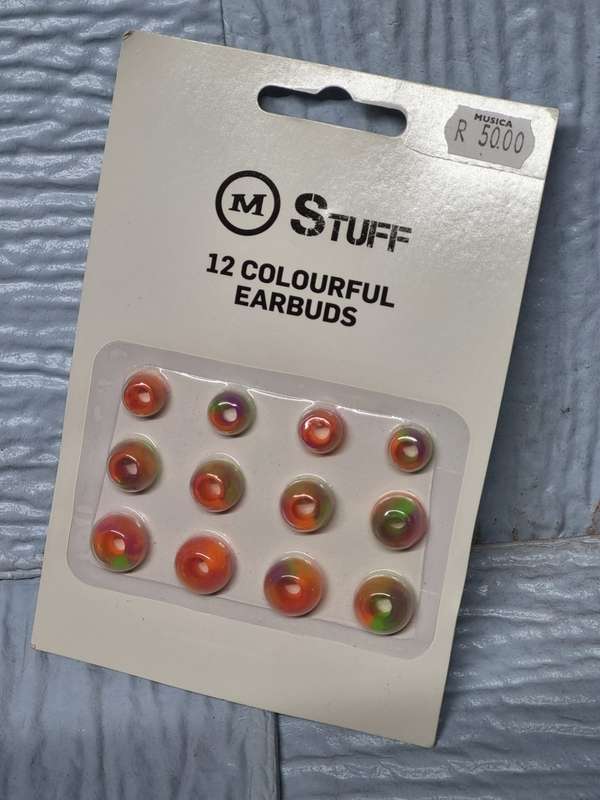 MUSICA
R 50.00
M STUFF
12 COLOURFUL
EARBUDS